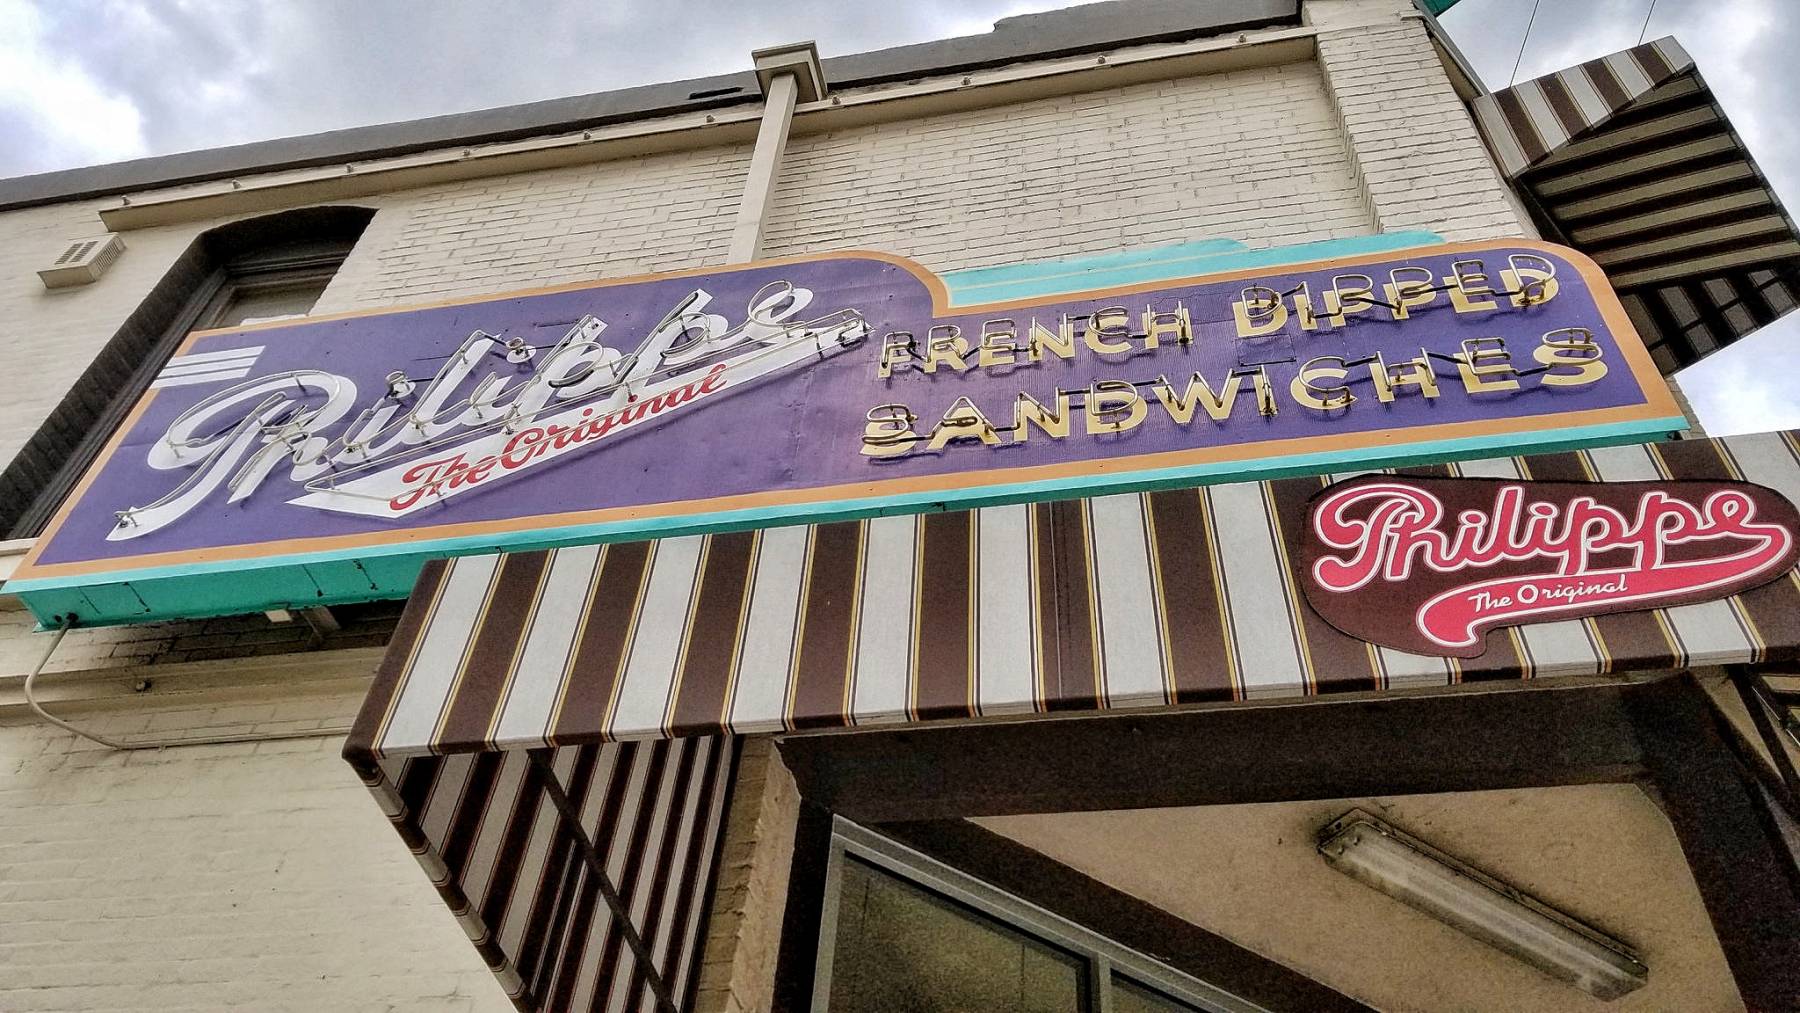 Philippe
The Original
FRENCH DIPPED
SANDWICHES
Philippe
The Original